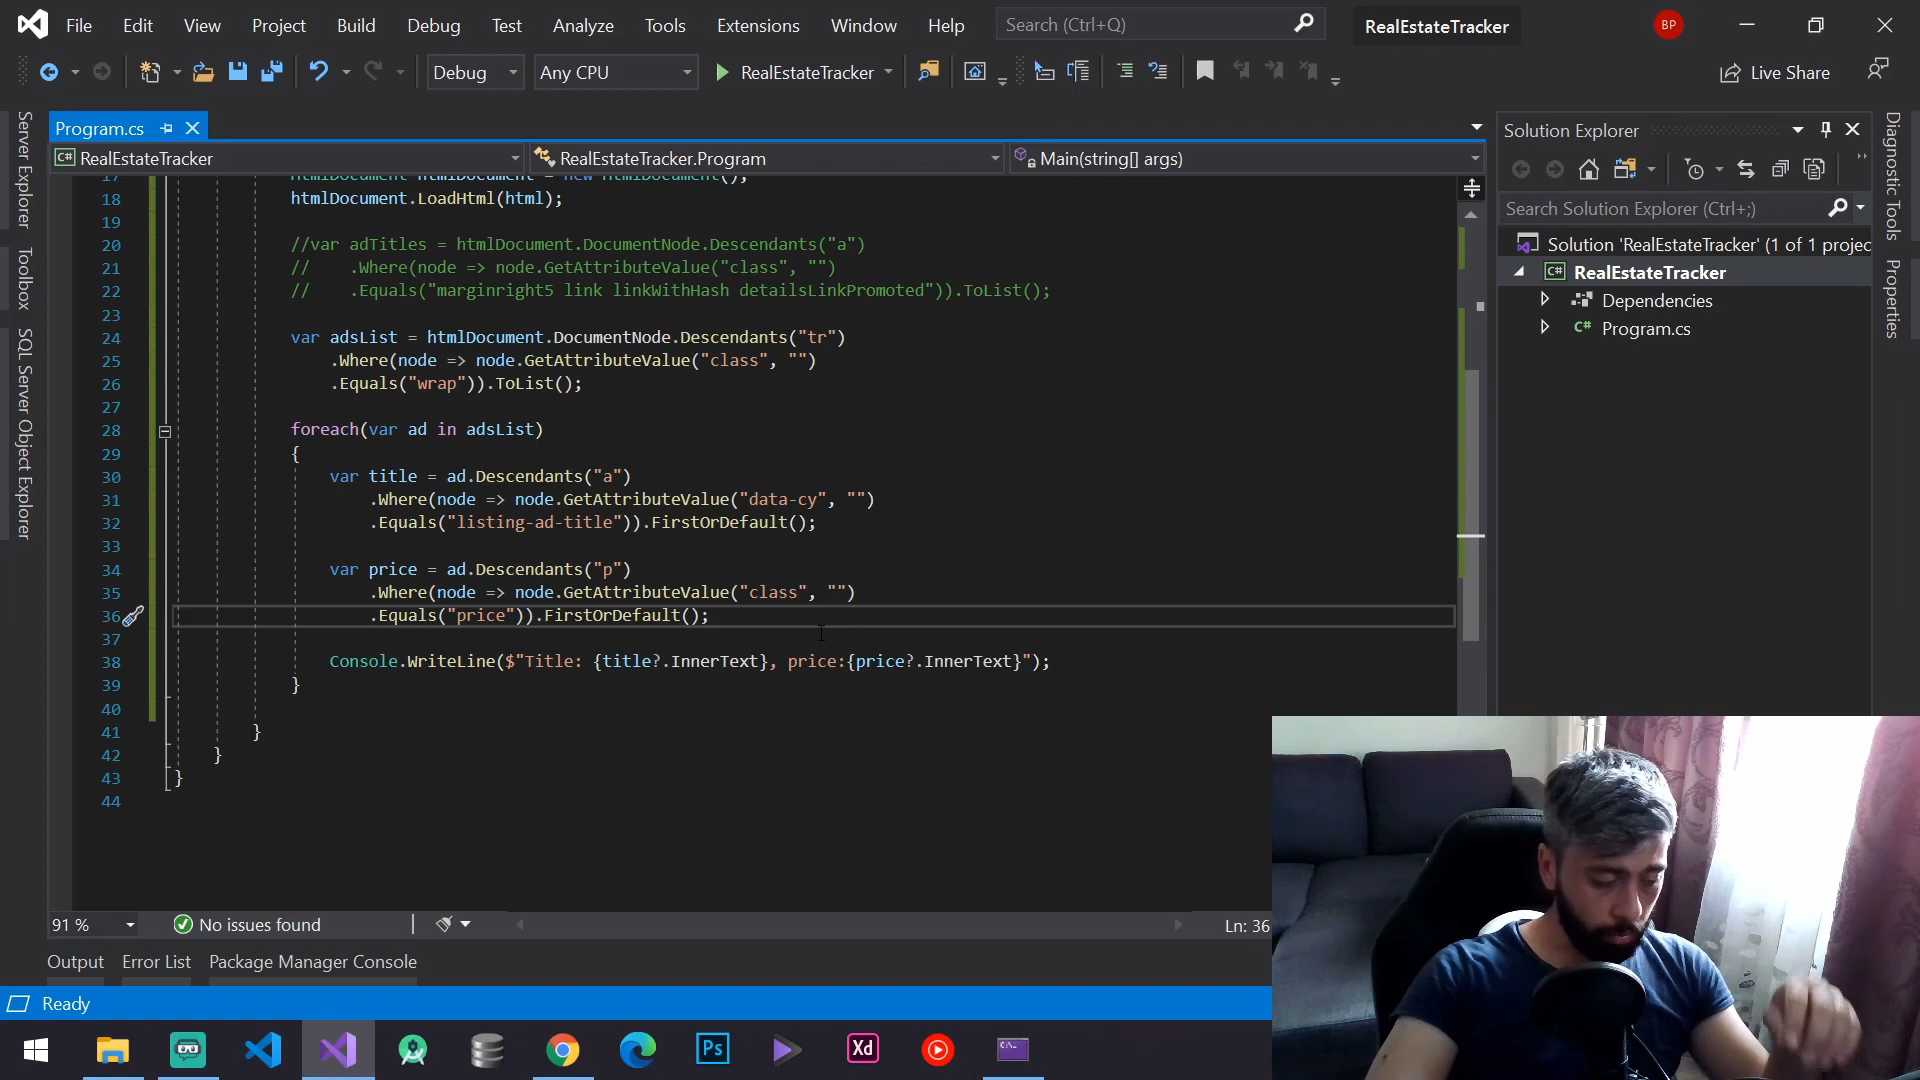 File Edit View Project Build Debug Test Analyze Tools Extensions Window Help Search (Ctrl+Q) RealEstateTracker BP
Debug Any CPU RealEstateTracker Live Share
Server Explorer
Toolbox
SQL Server Object Explorer
Program.cs
RealEstateTracker RealEstateTracker.Program Main(string[] args)
17 HtmlDocument htmlDocument = new HtmlDocument();
18 htmlDocument.LoadHtml(html);
19
20 //var adTitles = htmlDocument.DocumentNode.Descendants("a")
21 // .Where(node => node.GetAttributeValue("class", "")
22 // .Equals("marginright5 link linkWithHash detailsLinkPromoted")).ToList();
23
24 var adsList = htmlDocument.DocumentNode.Descendants("tr")
25 .Where(node => node.GetAttributeValue("class", "")
26 .Equals("wrap")).ToList();
27
28 foreach(var ad in adsList)
29 {
30 var title = ad.Descendants("a")
31 .Where(node => node.GetAttributeValue("data-cy", "")
32 .Equals("listing-ad-title")).FirstOrDefault();
33
34 var price = ad.Descendants("p")
35 .Where(node => node.GetAttributeValue("class", "")
36 .Equals("price")).FirstOrDefault();
37
38 Console.WriteLine($"Title: {title?.InnerText}, price:{price?.InnerText}");
39 }
40
41 }
42 }
43 }
44
91 % No issues found Ln: 36
Output Error List Package Manager Console
Ready
Solution Explorer
Search Solution Explorer (Ctrl+;)
Solution 'RealEstateTracker' (1 of 1 projec
C# RealEstateTracker
Dependencies
C# Program.cs
Diagnostic Tools
Properties
Ps
Xd